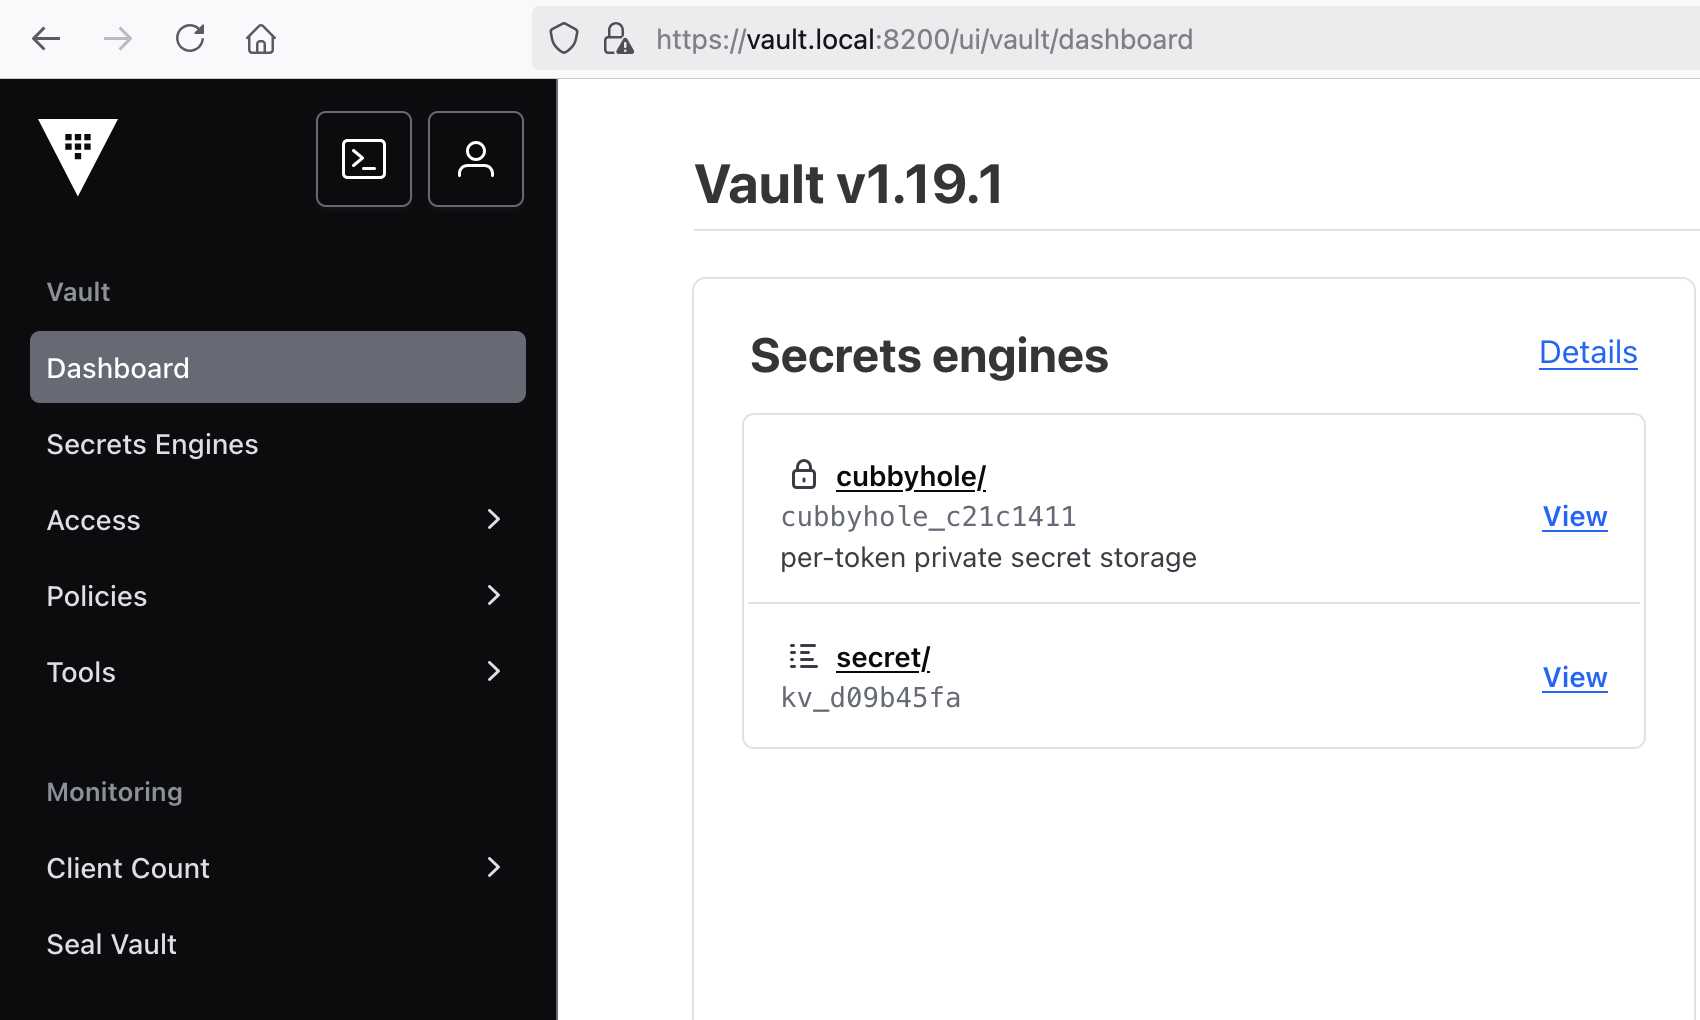 https://vault.local:8200/ui/vault/dashboard
Vault
Dashboard
Secrets Engines
Access
Policies
Tools
Monitoring
Client Count
Seal Vault
Vault v1.19.1
Secrets engines
Details
cubbyhole/
cubbyhole_c21c1411
per-token private secret storage
View
secret/
kv_d09b45fa
View